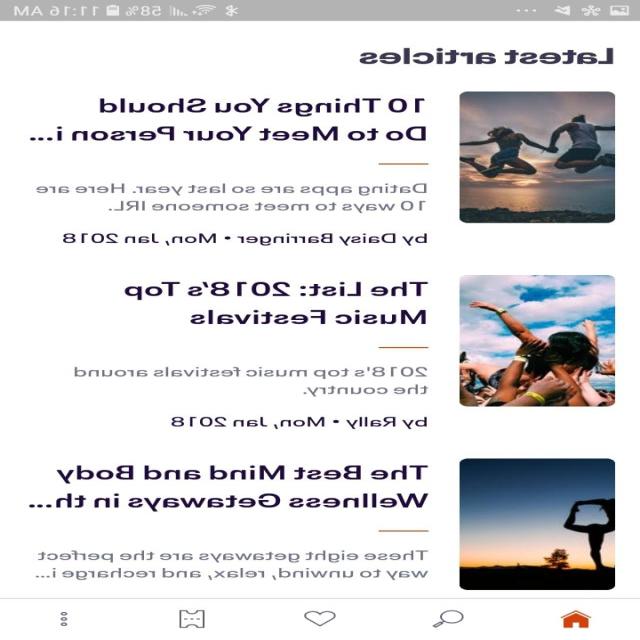 11:16 AM
58%
Latest articles
10 Things You Should
Do to Meet Your Person i...
Dating apps are so last year. Here are
10 ways to meet someone IRL.
by Daisy Barringer • Mon, Jan 2018
The List: 2018's Top
Music Festivals
2018's top music festivals around
the country.
by Rally • Mon, Jan 2018
The Best Mind and Body
Wellness Getaways in th...
These eight getaways are the perfect
way to unwind, relax, and recharge i...